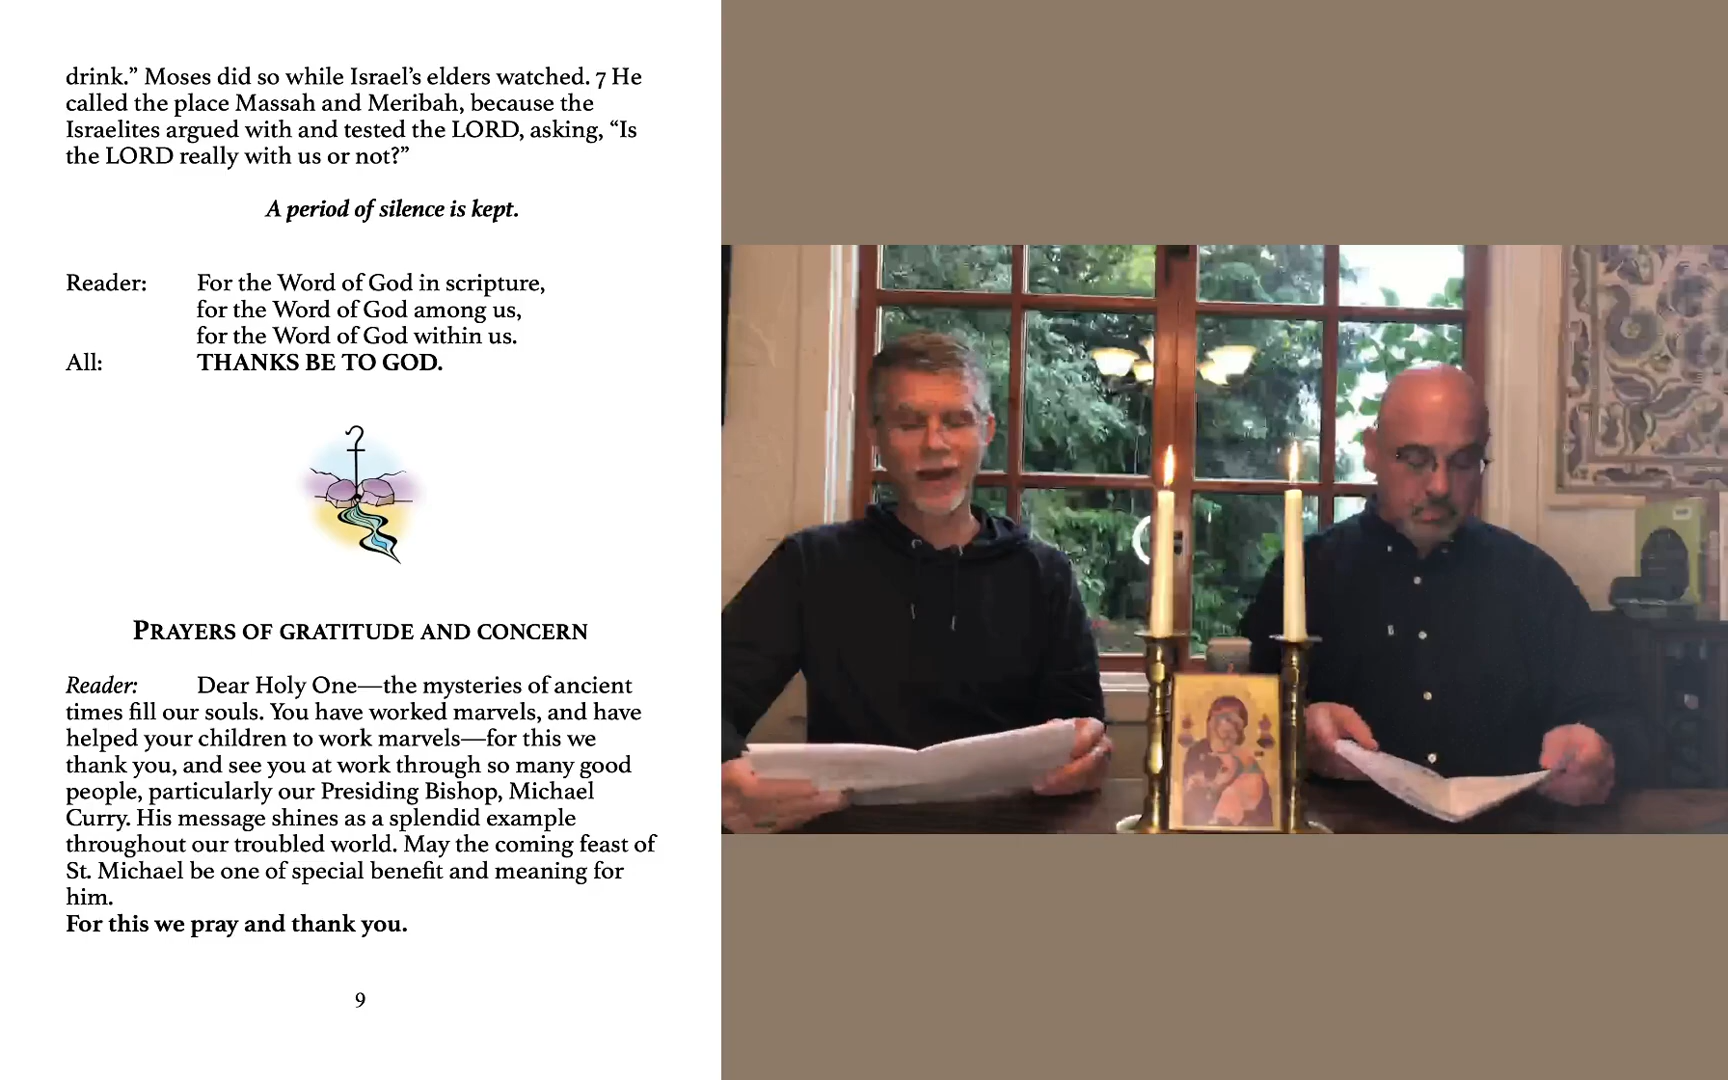 drink.” Moses did so while Israel’s elders watched. 7 He
called the place Massah and Meribah, because the
Israelites argued with and tested the LORD, asking, “Is
the LORD really with us or not?”
A period of silence is kept.
Reader: For the Word of God in scripture,
for the Word of God among us,
for the Word of God within us.
All: THANKS BE TO GOD.
PRAYERS OF GRATITUDE AND CONCERN
Reader: Dear Holy One—the mysteries of ancient
times fill our souls. You have worked marvels, and have
helped your children to work marvels—for this we
thank you, and see you at work through so many good
people, particularly our Presiding Bishop, Michael
Curry. His message shines as a splendid example
throughout our troubled world. May the coming feast of
St. Michael be one of special benefit and meaning for
him.
For this we pray and thank you.
9